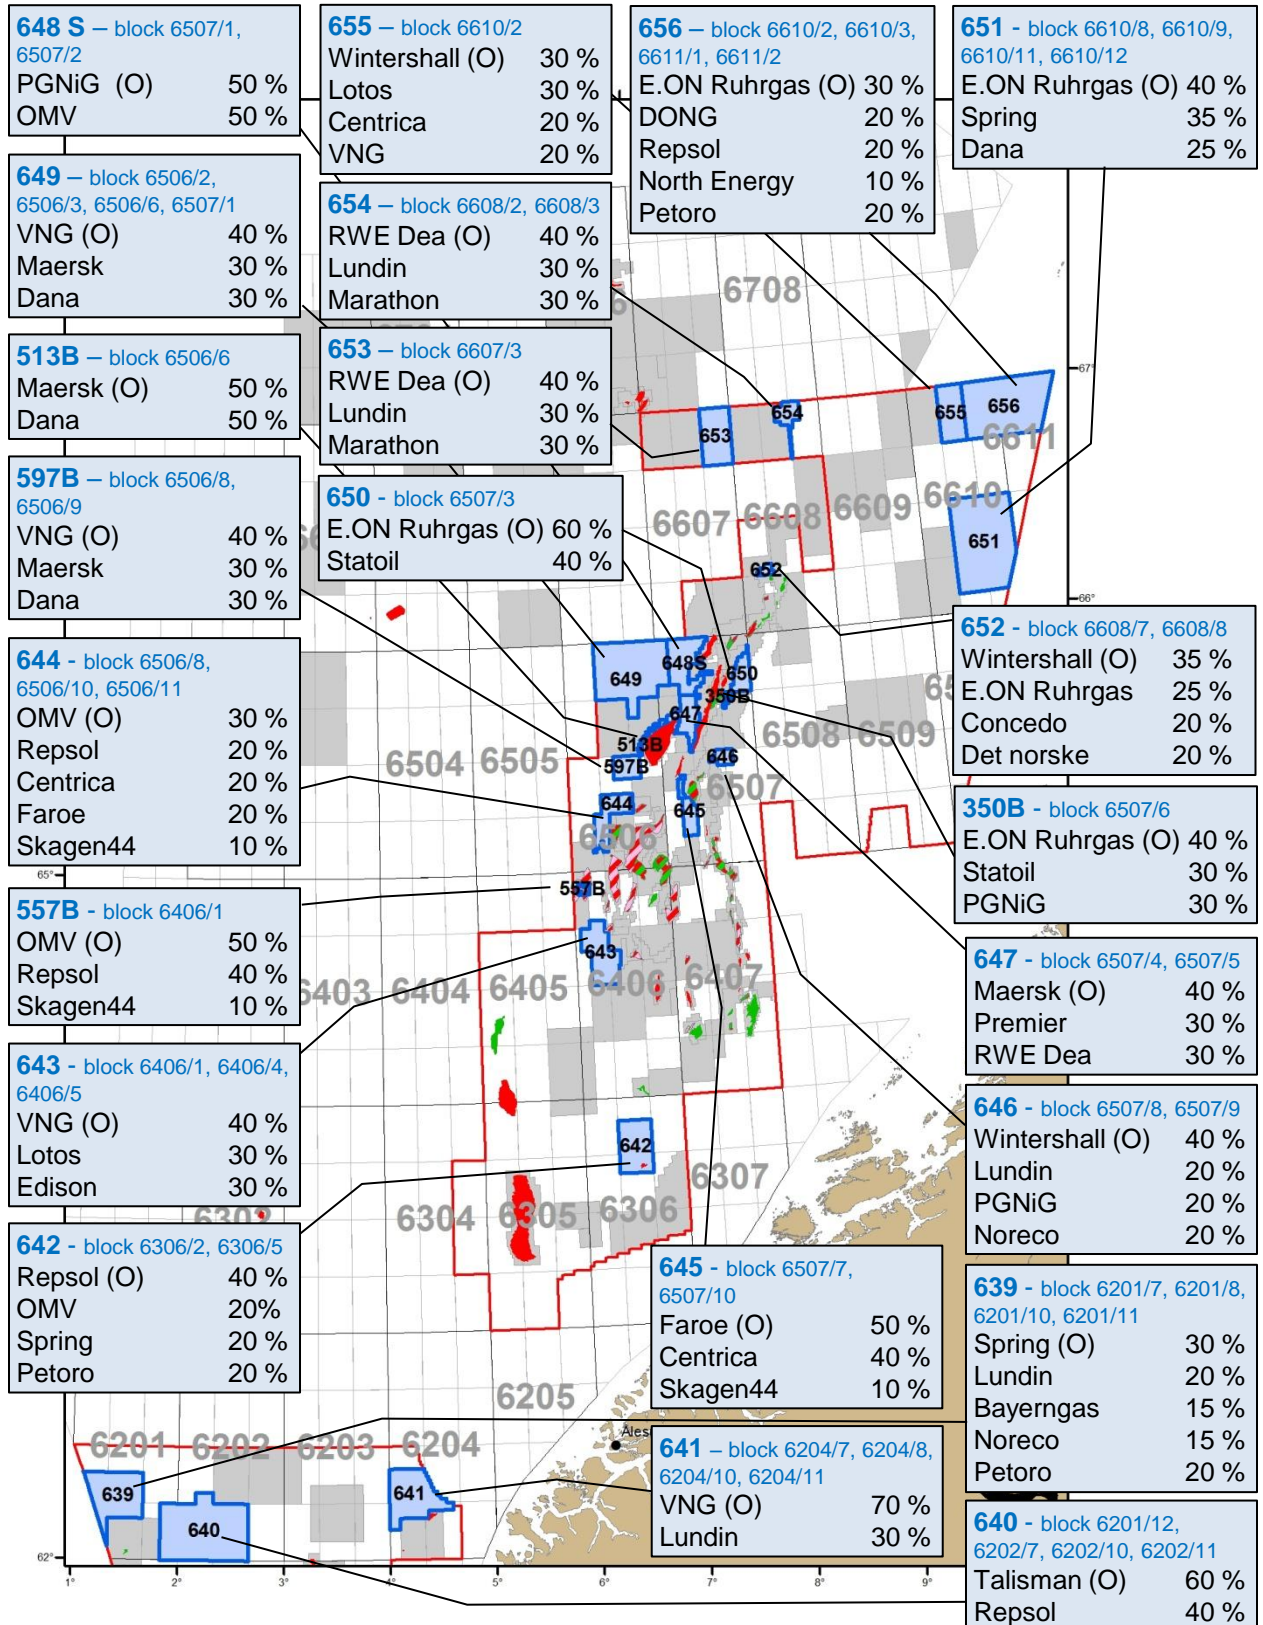 648 S – block 6507/1,
6507/2
PGNiG (O) 50 %
OMV 50 %
655 – block 6610/2
Wintershall (O) 30 %
Lotos 30 %
Centrica 20 %
VNG 20 %
656 – block 6610/2, 6610/3,
6611/1, 6611/2
E.ON Ruhrgas (O) 30 %
DONG 20 %
Repsol 20 %
North Energy 10 %
Petoro 20 %
651 - block 6610/8, 6610/9,
6610/11, 6610/12
E.ON Ruhrgas (O) 40 %
Spring 35 %
Dana 25 %
649 – block 6506/2,
6506/3, 6506/6, 6507/1
VNG (O) 40 %
Maersk 30 %
Dana 30 %
654 – block 6608/2, 6608/3
RWE Dea (O) 40 %
Lundin 30 %
Marathon 30 %
513B – block 6506/6
Maersk (O) 50 %
Dana 50 %
653 – block 6607/3
RWE Dea (O) 40 %
Lundin 30 %
Marathon 30 %
597B – block 6506/8,
6506/9
VNG (O) 40 %
Maersk 30 %
Dana 30 %
650 - block 6507/3
E.ON Ruhrgas (O) 60 %
Statoil 40 %
644 - block 6506/8,
6506/10, 6506/11
OMV (O) 30 %
Repsol 20 %
Centrica 20 %
Faroe 20 %
Skagen44 10 %
652 - block 6608/7, 6608/8
Wintershall (O) 35 %
E.ON Ruhrgas 25 %
Concedo 20 %
Det norske 20 %
350B - block 6507/6
E.ON Ruhrgas (O) 40 %
Statoil 30 %
PGNiG 30 %
557B - block 6406/1
OMV (O) 50 %
Repsol 40 %
Skagen44 10 %
647 - block 6507/4, 6507/5
Maersk (O) 40 %
Premier 30 %
RWE Dea 30 %
643 - block 6406/1, 6406/4,
6406/5
VNG (O) 40 %
Lotos 30 %
Edison 30 %
646 - block 6507/8, 6507/9
Wintershall (O) 40 %
Lundin 20 %
PGNiG 20 %
Noreco 20 %
642 - block 6306/2, 6306/5
Repsol (O) 40 %
OMV 20%
Spring 20 %
Petoro 20 %
645 - block 6507/7,
6507/10
Faroe (O) 50 %
Centrica 40 %
Skagen44 10 %
639 - block 6201/7, 6201/8,
6201/10, 6201/11
Spring (O) 30 %
Lundin 20 %
Bayerngas 15 %
Noreco 15 %
Petoro 20 %
641 – block 6204/7, 6204/8,
6204/10, 6204/11
VNG (O) 70 %
Lundin 30 %
640 - block 6201/12,
6202/7, 6202/10, 6202/11
Talisman (O) 60 %
Repsol 40 %
6708
67°
653
654
655
656
6611
6607 6608 6609 6610
651
652
66°
649
648S
650
350B
647
513B
597B
646
6504 6505
6508 6509
6507
644
645
6506
65°
557B
643
6403 6404 6405 6406 6407
642
6307
6302
6304 6305 6306
6205
Åles
6201 6202 6203 6204
639
640
641
62°
1° 2° 3° 5° 6° 7° 8° 9°